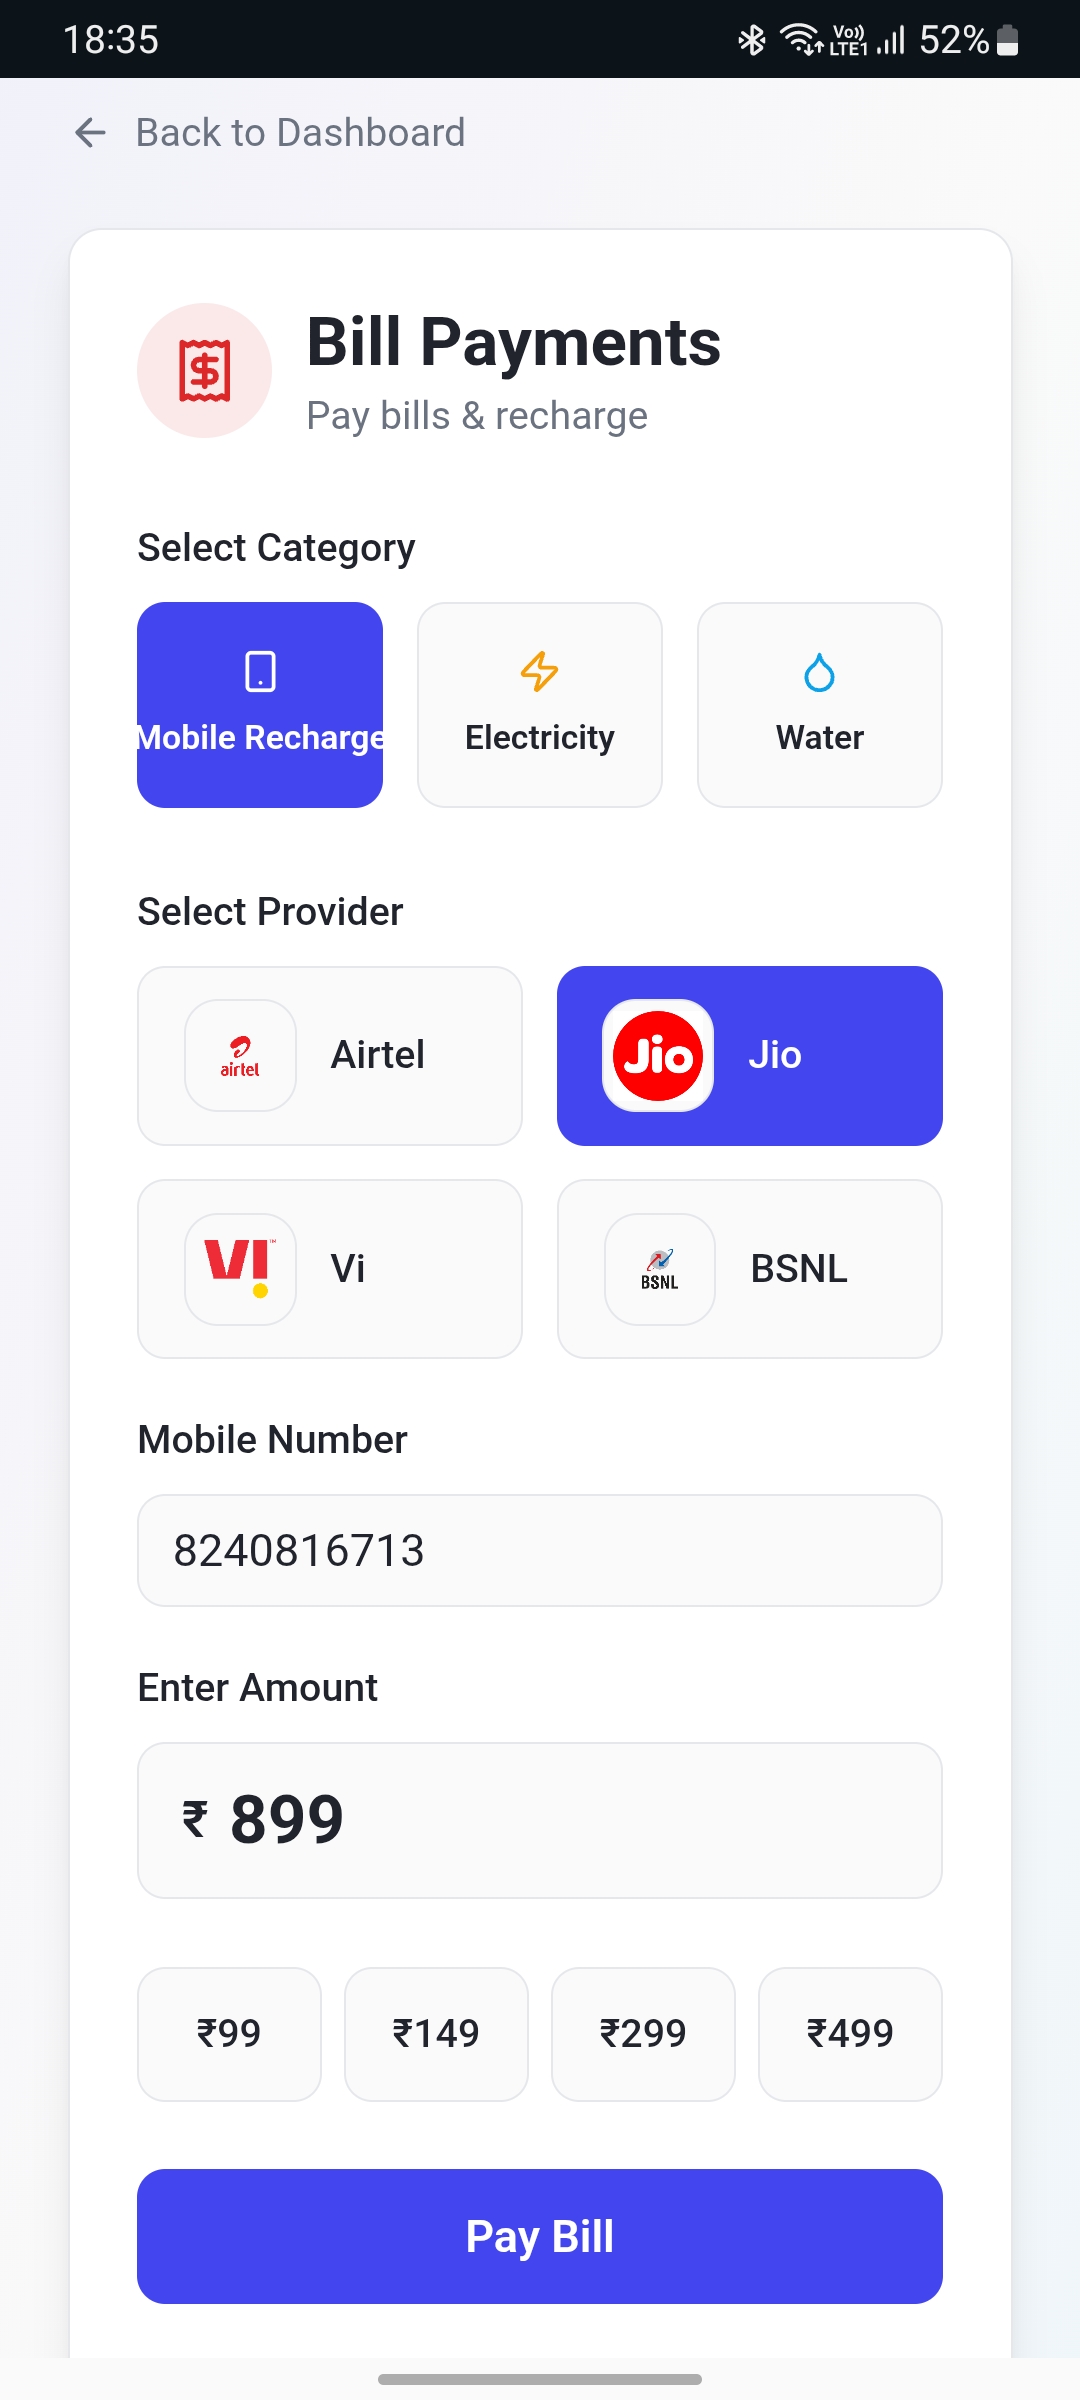 18:35
Vo)) LTE1 52%
Back to Dashboard
Bill Payments
Pay bills & recharge
Select Category
Mobile Recharge
Electricity
Water
Select Provider
airtel
Airtel
Jio
Jio
VI™
Vi
BSNL
BSNL
Mobile Number
8240816713
Enter Amount
₹ 899
₹99
₹149
₹299
₹499
Pay Bill